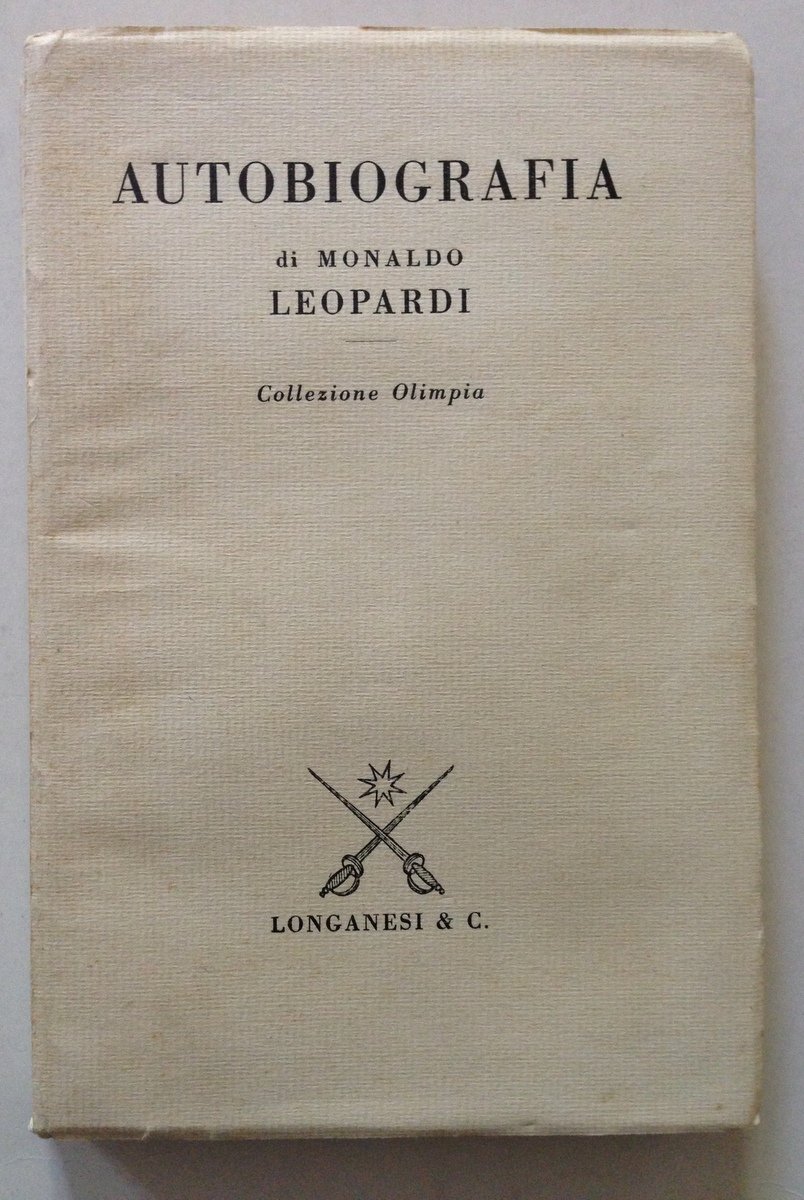 AUTOBIOGRAFIA
di MONALDO
LEOPARDI
Collezione Olimpia
LONGANESI & C.